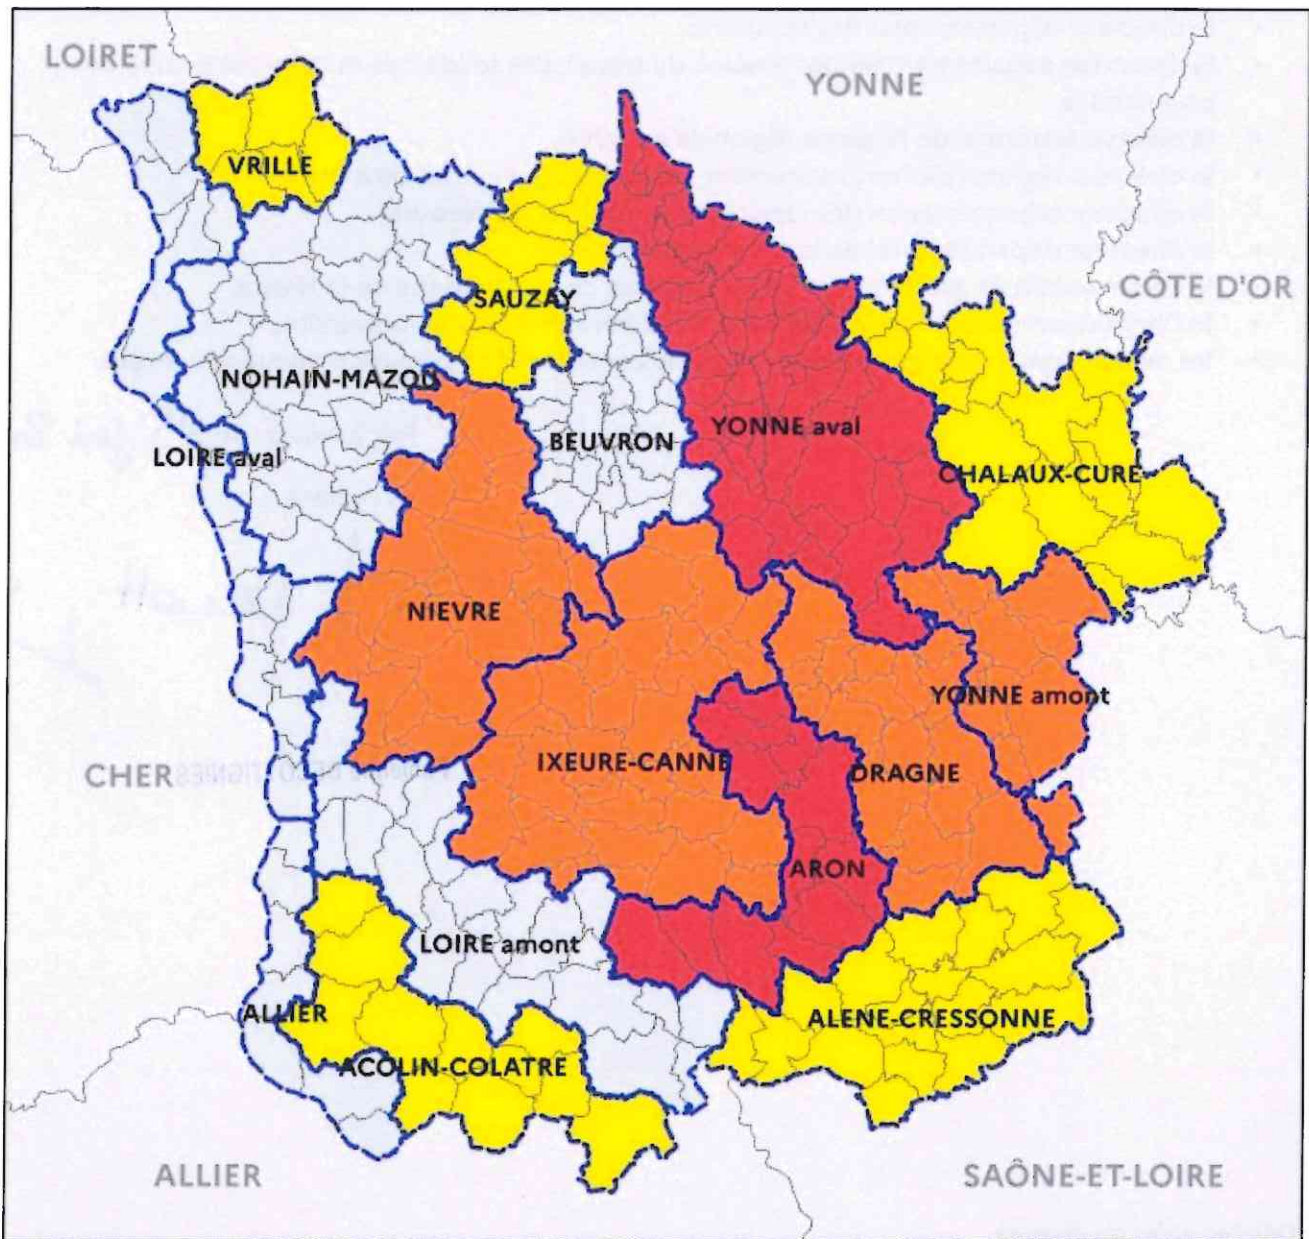 LOIRET
YONNE
VRILLE
CÔTE D'OR
SAUZAY
NOHAIN-MAZOU
YONNE aval
BEUVRON
LOIRE aval
CHALAUX-CURE
NIEVRE
YONNE amont
IXEURE-CANNE
DRAGNE
CHER
ARON
LOIRE amont
ALLIER
ALENE-CRESSONNE
ACOLIN-COLATRE
ALLIER
SAÔNE-ET-LOIRE